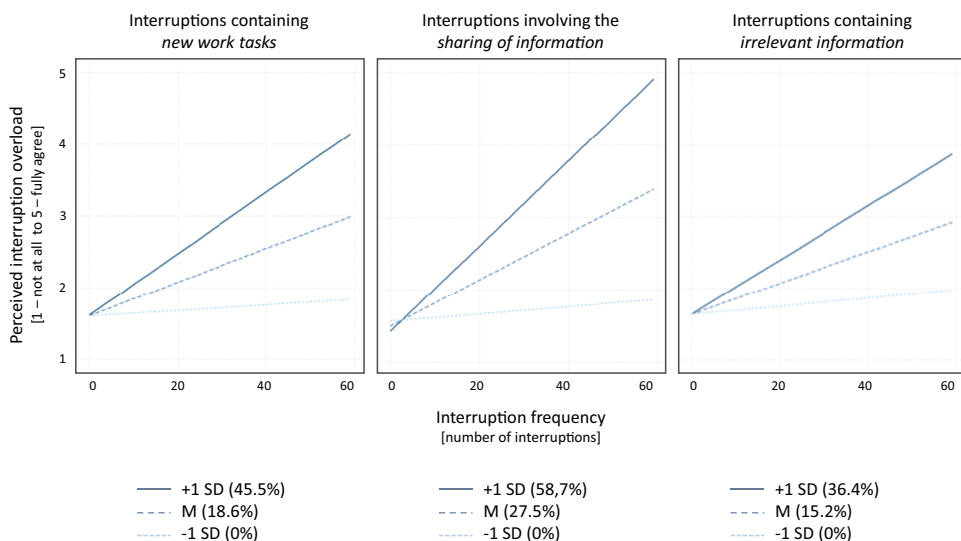 Interruptions containing
new work tasks
Interruptions involving the
sharing of information
Interruptions containing
irrelevant information
Perceived interruption overload
[1 – not at all to 5 – fully agree]
5
4
3
2
1
0 20 40 60
0 20 40 60
0 20 40 60
Interruption frequency
[number of interruptions]
+1 SD (45.5%)
M (18.6%)
-1 SD (0%)
+1 SD (58,7%)
M (27.5%)
-1 SD (0%)
+1 SD (36.4%)
M (15.2%)
-1 SD (0%)